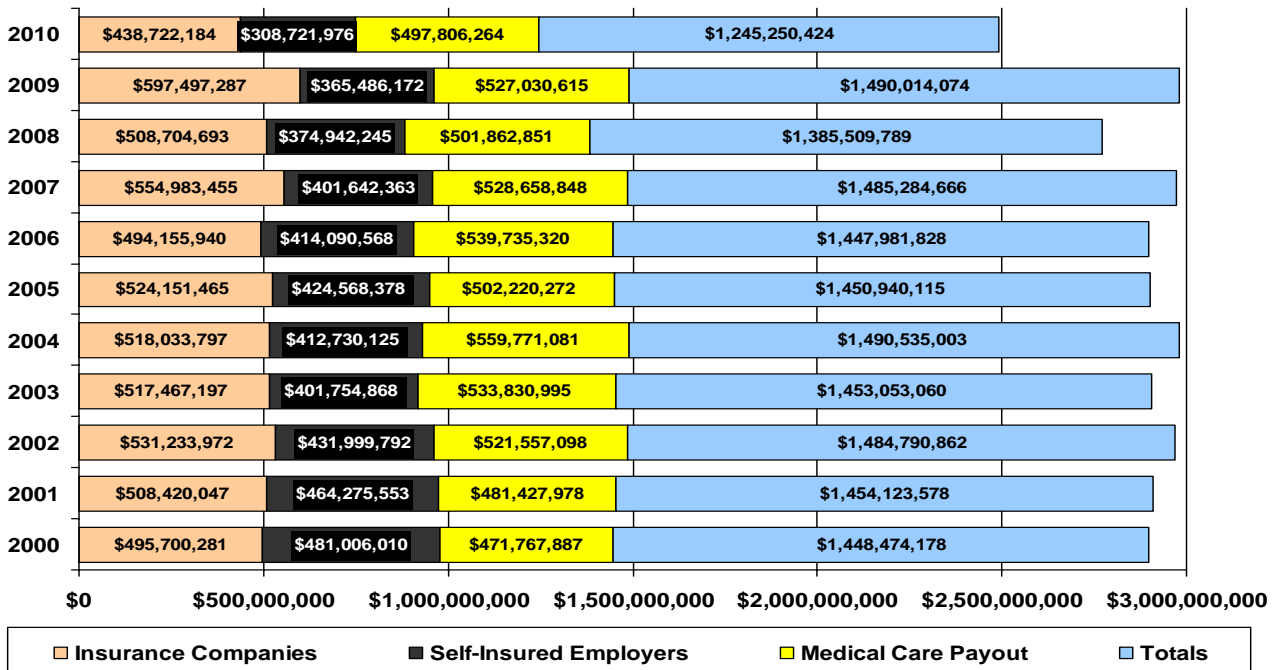 2010 $438,722,184 $308,721,976 $497,806,264 $1,245,250,424
2009 $597,497,287 $365,486,172 $527,030,615 $1,490,014,074
2008 $508,704,693 $374,942,245 $501,862,851 $1,385,509,789
2007 $554,983,455 $401,642,363 $528,658,848 $1,485,284,666
2006 $494,155,940 $414,090,568 $539,735,320 $1,447,981,828
2005 $524,151,465 $424,568,378 $502,220,272 $1,450,940,115
2004 $518,033,797 $412,730,125 $559,771,081 $1,490,535,003
2003 $517,467,197 $401,754,868 $533,830,995 $1,453,053,060
2002 $531,233,972 $431,999,792 $521,557,098 $1,484,790,862
2001 $508,420,047 $464,275,553 $481,427,978 $1,454,123,578
2000 $495,700,281 $481,006,010 $471,767,887 $1,448,474,178
$0 $500,000,000 $1,000,000,000 $1,500,000,000 $2,000,000,000 $2,500,000,000 $3,000,000,000
Insurance Companies Self-Insured Employers Medical Care Payout Totals